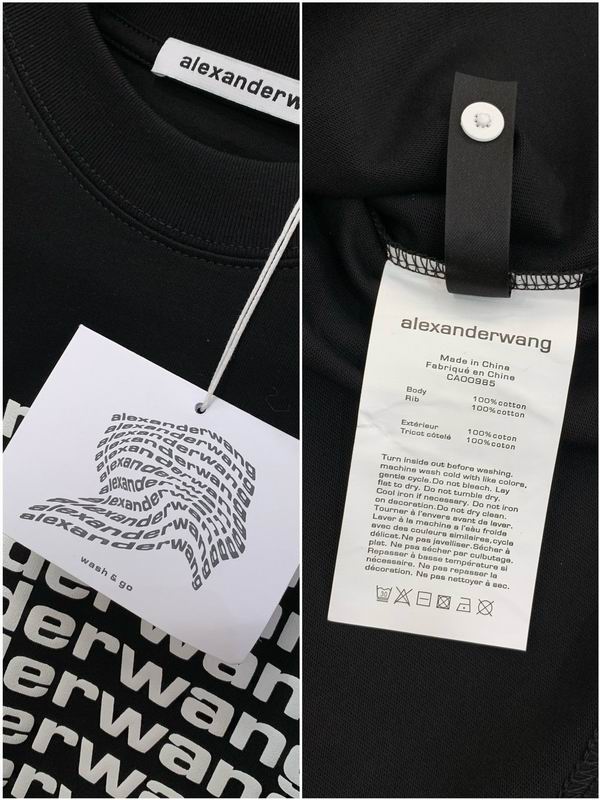 alexanderw
alexanderwang
alexanderwang
alexanderwang
alexanderwang
alexanderwang
alexanderwang
alexanderwang
alexanderwang
alexanderwang
wash & go
derwan
derwang
erwang
erwang
alexanderwang
Made in China
Fabriqué en Chine
CA00985
Body 100%cotton
Rib 100%cotton
Extérieur 100%coton
Tricot côtelé 100%coton
Turn inside out before washing.
machine wash cold with like colors,
gentle cycle.Do not bleach. Lay
flat to dry. Do not tumble dry.
Cool iron if necessary. Do not iron
on decoration.Do not dry clean.
Tourner à l'envers avant de laver.
Laver à la machine a l'eau froide
avec des couleurs similaires,cycle
délicat.Ne pas javelliser.Sécher à
plat. Ne pas sécher par culbutage.
Repasser à basse température si
nécessaire. Ne pas repasser la
décoration. Ne pas nettoyer à sec.
30